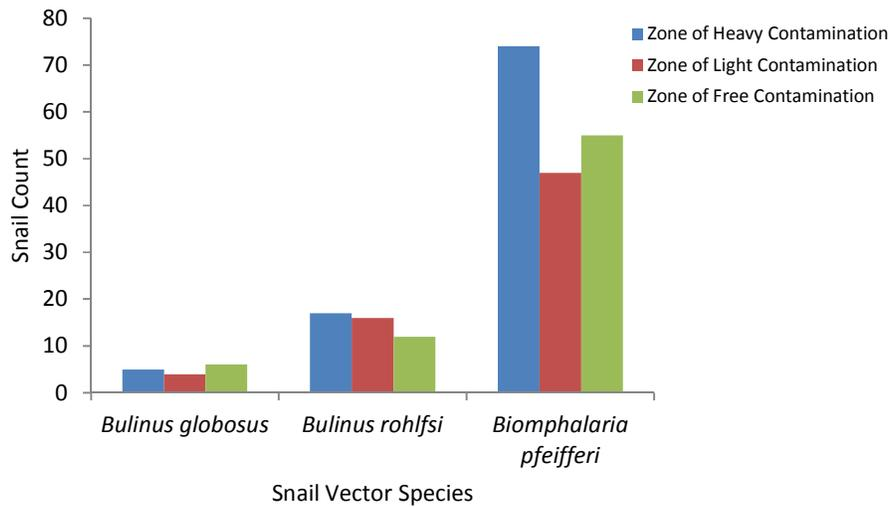 80
70
60
50
40
30
20
10
0
Snail Count
Bulinus globosus
Bulinus rohlfsi
Biomphalaria
pfeifferi
Snail Vector Species
Zone of Heavy Contamination
Zone of Light Contamination
Zone of Free Contamination